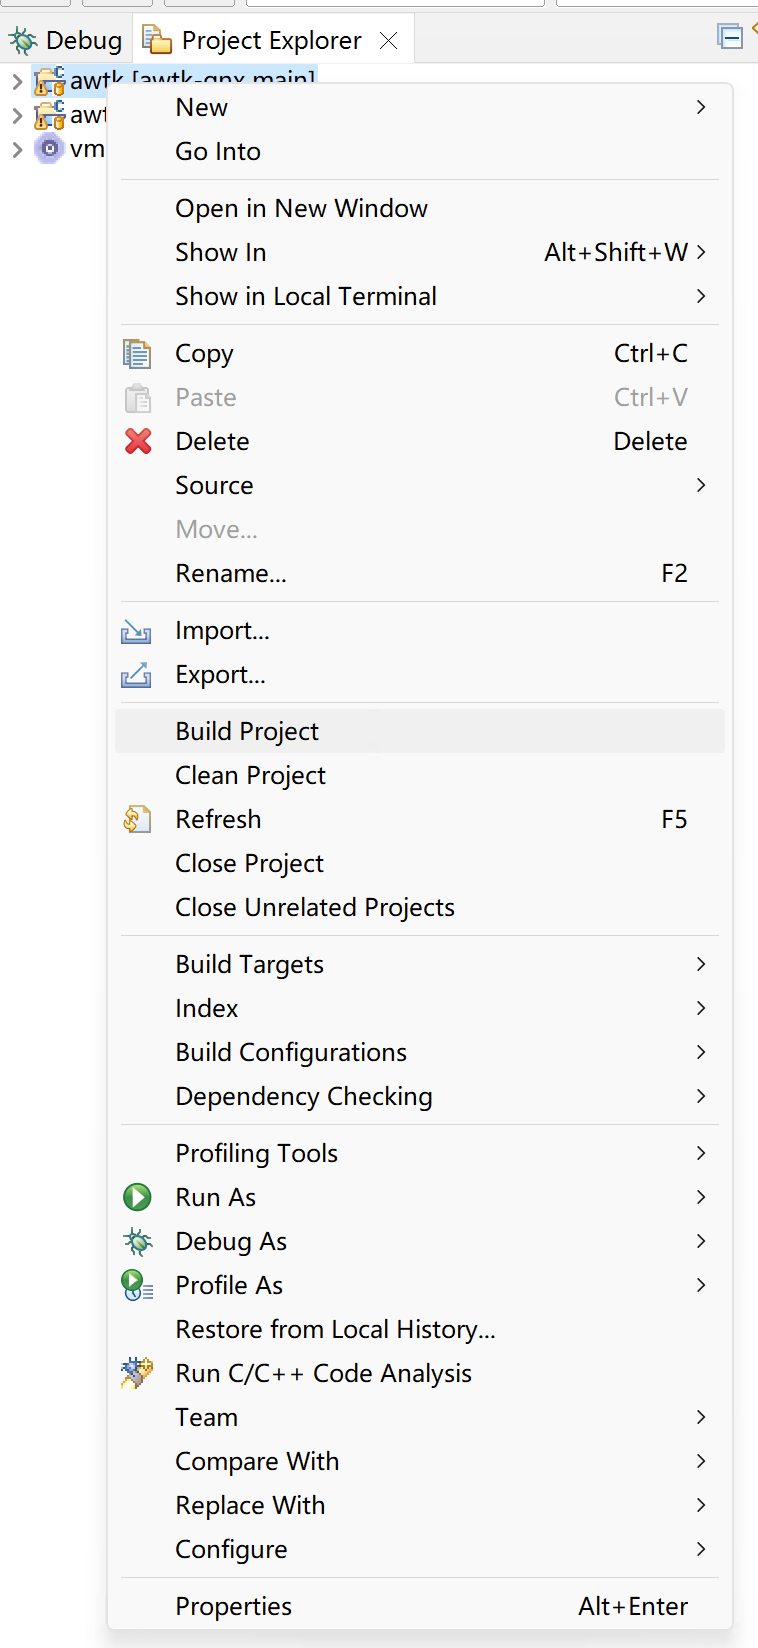 Debug Project Explorer
awtk [awtk-qnx main]
vm
New
Go Into
Open in New Window
Show In Alt+Shift+W
Show in Local Terminal
Copy Ctrl+C
Paste Ctrl+V
Delete Delete
Source
Move...
Rename... F2
Import...
Export...
Build Project
Clean Project
Refresh F5
Close Project
Close Unrelated Projects
Build Targets
Index
Build Configurations
Dependency Checking
Profiling Tools
Run As
Debug As
Profile As
Restore from Local History...
Run C/C++ Code Analysis
Team
Compare With
Replace With
Configure
Properties Alt+Enter